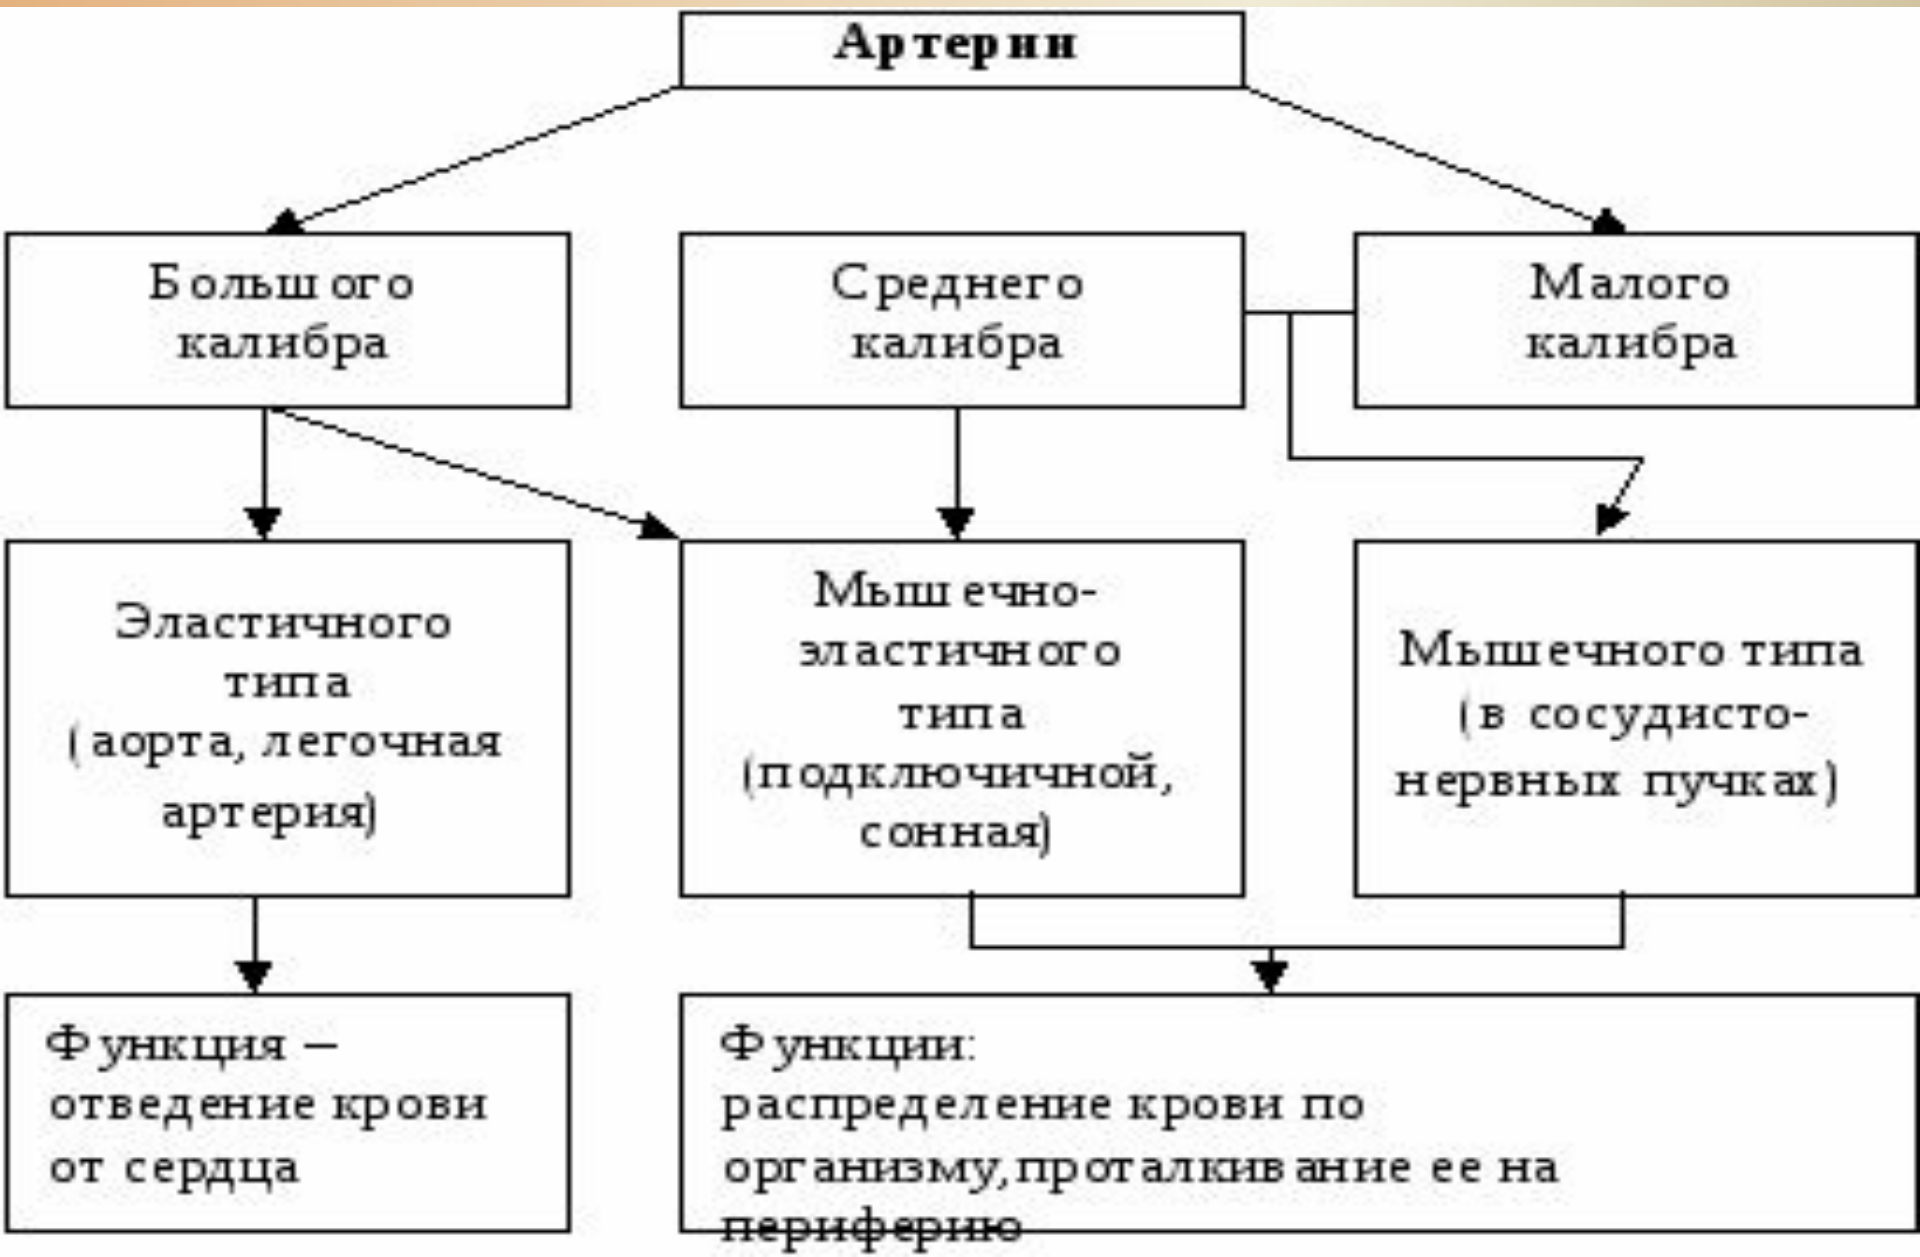 Артерии
Большого
калибра
Среднего
калибра
Малого
калибра
Эластичного
типа
(аорта, легочная
артерия)
Мышечно-
эластичного
типа
(подключичной,
сонная)
Мышечного типа
(в сосудисто-
нервных пучках)
Функция –
отведение крови
от сердца
Функции:
распределение крови по
организму,проталкивание ее на
периферию